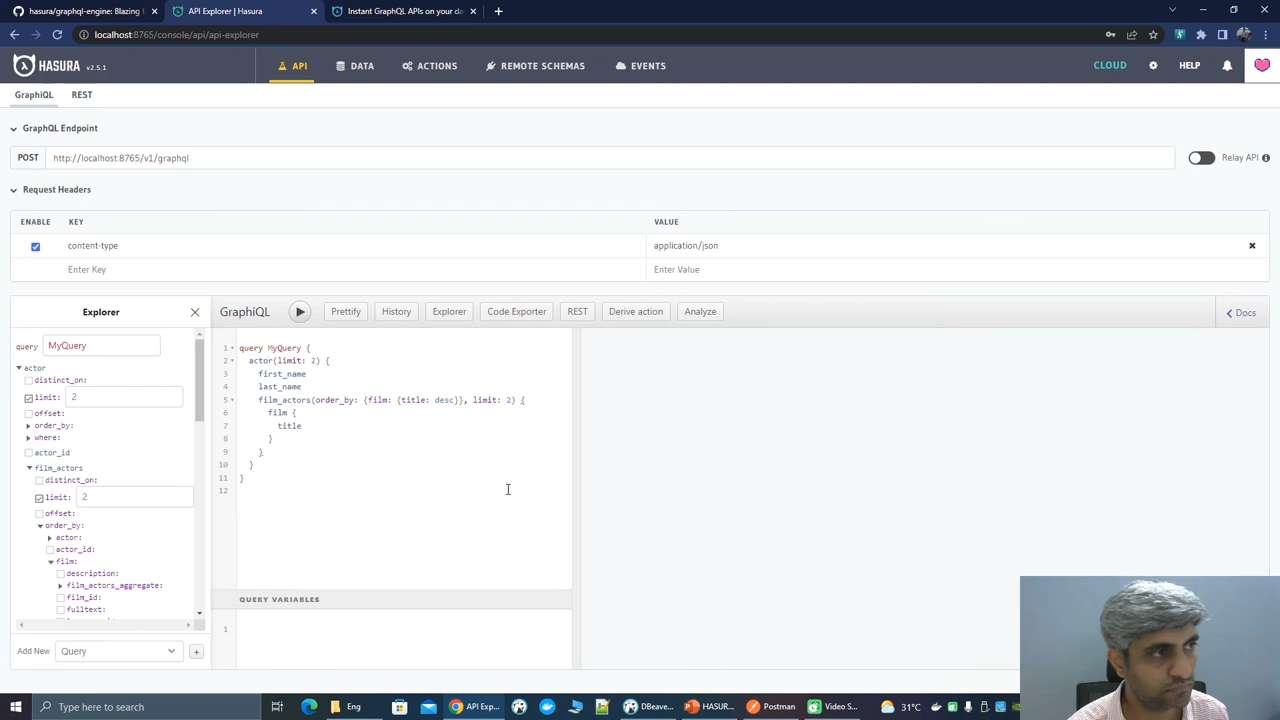 hasura/graphql-engine: Blazing f
API Explorer | Hasura
Instant GraphQL APIs on your da
localhost:8765/console/api/api-explorer
HASURA v2.5.1
API
DATA
ACTIONS
REMOTE SCHEMAS
EVENTS
CLOUD
HELP
GraphiQL
REST
GraphQL Endpoint
POST
http://localhost:8765/v1/graphql
Relay API
Request Headers
ENABLE
KEY
VALUE
content-type
application/json
Enter Key
Enter Value
Explorer
GraphiQL
Prettify
History
Explorer
Code Exporter
REST
Derive action
Analyze
< Docs
query MyQuery
actor
distinct_on:
limit: 2
offset:
order_by:
where:
actor_id
film_actors
distinct_on:
limit: 2
offset:
order_by:
actor:
actor_id:
film:
description:
film_actors_aggregate:
film_id:
fulltext:
Add New Query +
1 query MyQuery {
2 actor(limit: 2) {
3 first_name
4 last_name
5 film_actors(order_by: {film: {title: desc}}, limit: 2) {
6 film {
7 title
8 }
9 }
10 }
11 }
12
QUERY VARIABLES
1
Type here to search
Eng
API Exp...
DBeave...
HASUR...
Postman
Video S...
31°C